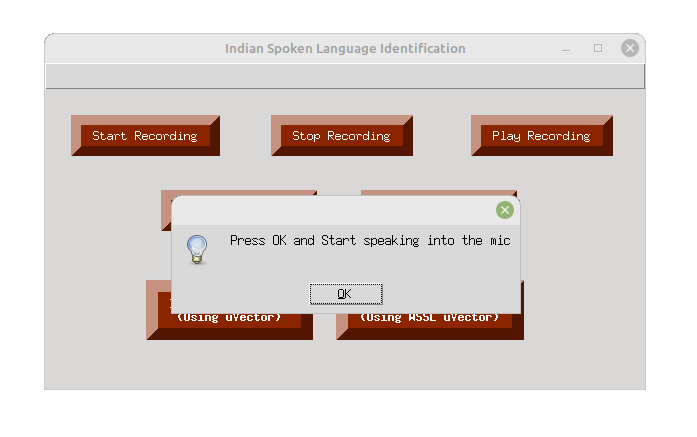 Indian Spoken Language Identification
Start Recording
Stop Recording
Play Recording
Press OK and Start speaking into the mic
OK
(Using uVector)
(Using WSSL uVector)